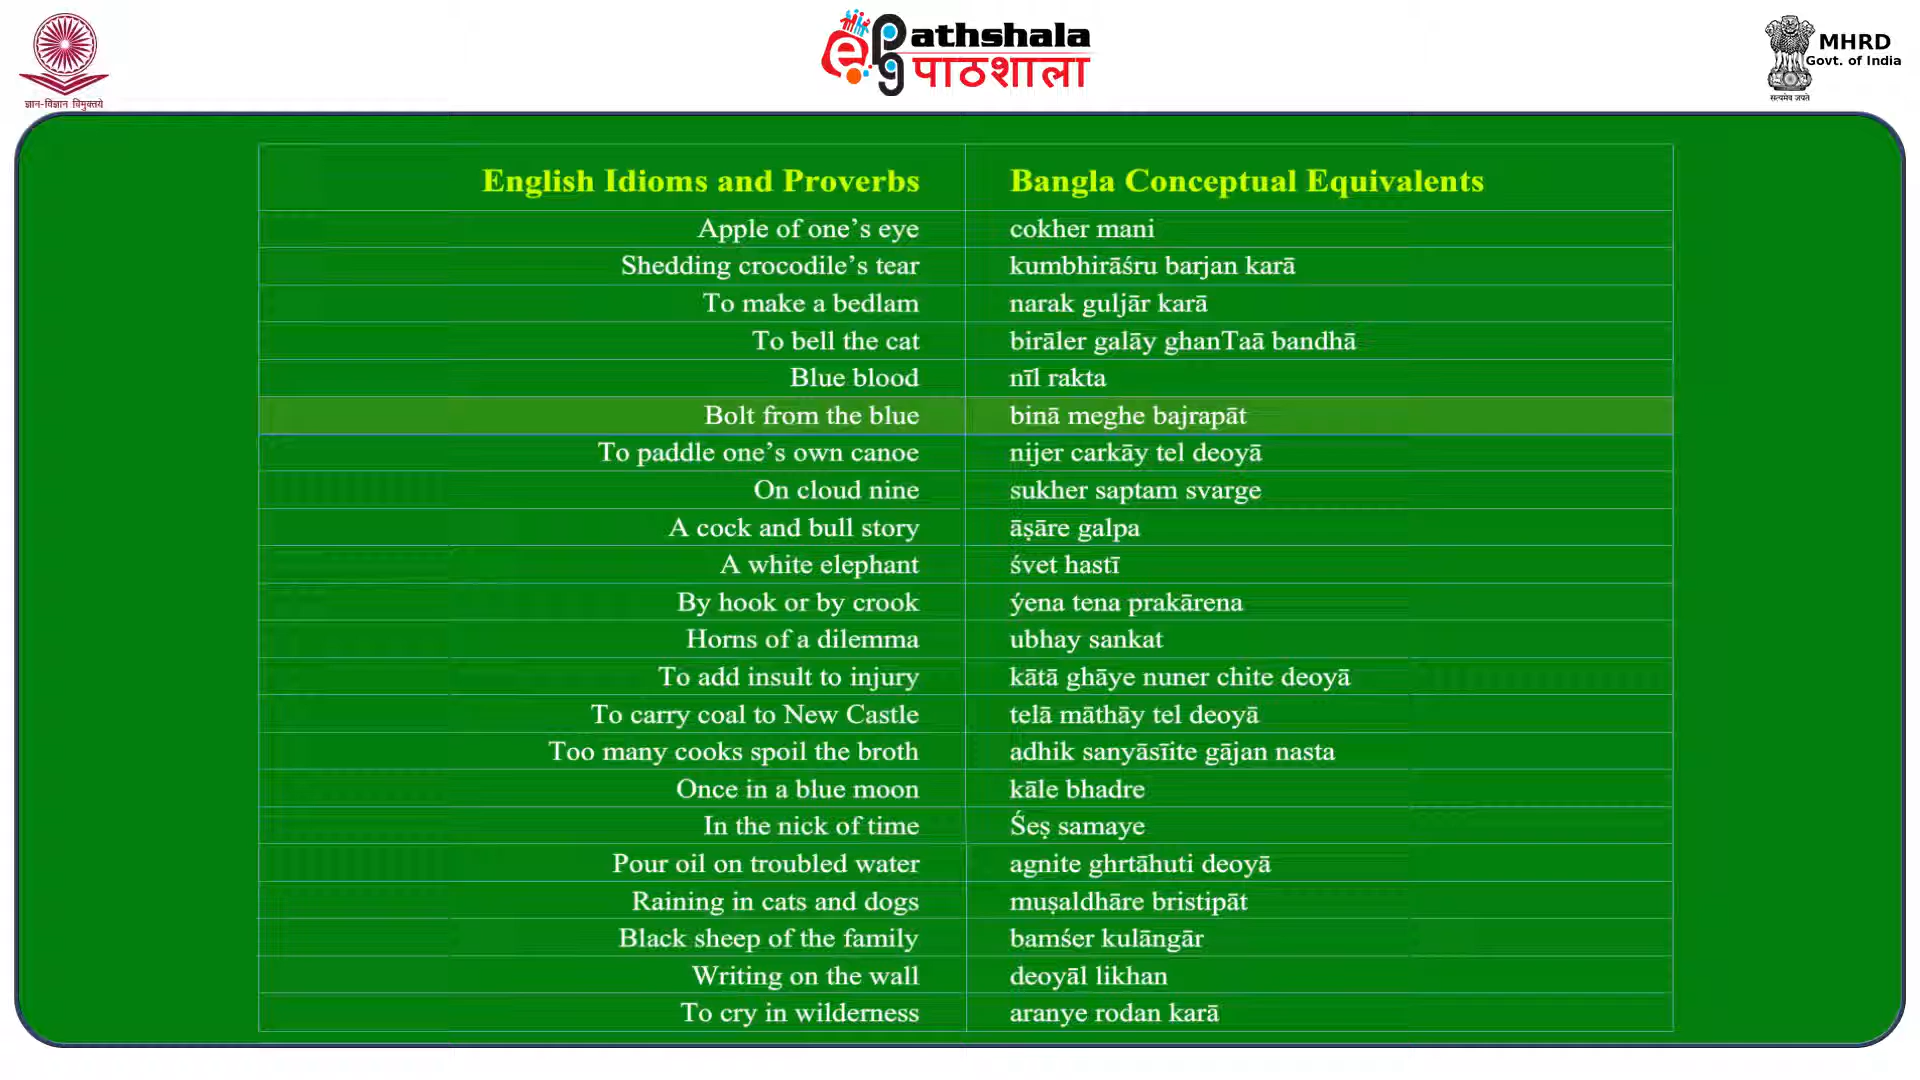 ज्ञान-विज्ञान विमुक्तये
ePathshala
पाठशाला
MHRD
Govt. of India
सत्यमेव जयते
English Idioms and Proverbs Bangla Conceptual Equivalents
Apple of one’s eye cokher mani
Shedding crocodile’s tear kumbhirāśru barjan karā
To make a bedlam narak guljār karā
To bell the cat birāler galāy ghanTaā bandhā
Blue blood nīl rakta
Bolt from the blue binā meghe bajrapāt
To paddle one’s own canoe nijer carkāy tel deoyā
On cloud nine sukher saptam svarge
A cock and bull story āṣāre galpa
A white elephant śvet hastī
By hook or by crook ýena tena prakārena
Horns of a dilemma ubhay sankat
To add insult to injury kātā ghāye nuner chite deoyā
To carry coal to New Castle telā māthāy tel deoyā
Too many cooks spoil the broth adhik sanyāsīite gājan nasta
Once in a blue moon kāle bhadre
In the nick of time Śeṣ samaye
Pour oil on troubled water agnite ghrtāhuti deoyā
Raining in cats and dogs muṣaldhāre bristipāt
Black sheep of the family bamśer kulāngār
Writing on the wall deoyāl likhan
To cry in wilderness aranye rodan karā